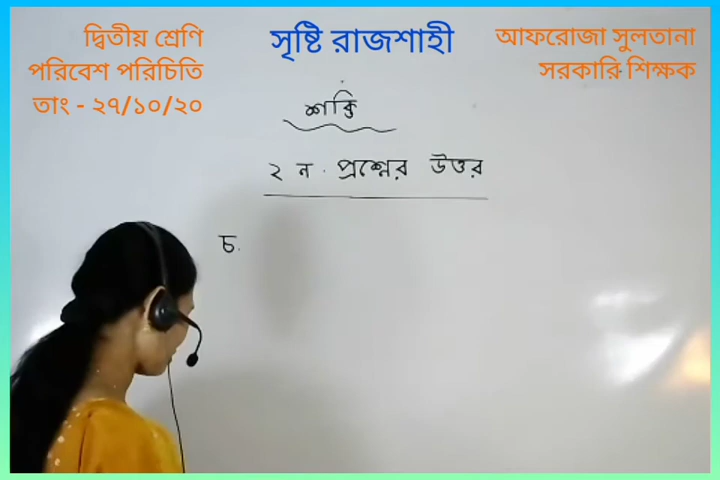 দ্বিতীয় শ্রেণি
পরিবেশ পরিচিতি
তাং - ২৭/১০/২০
সৃষ্টি রাজশাহী
আফরোজা সুলতানা
সরকারি শিক্ষক
শক্তি
২ ন. প্রশ্নের উত্তর
চ.